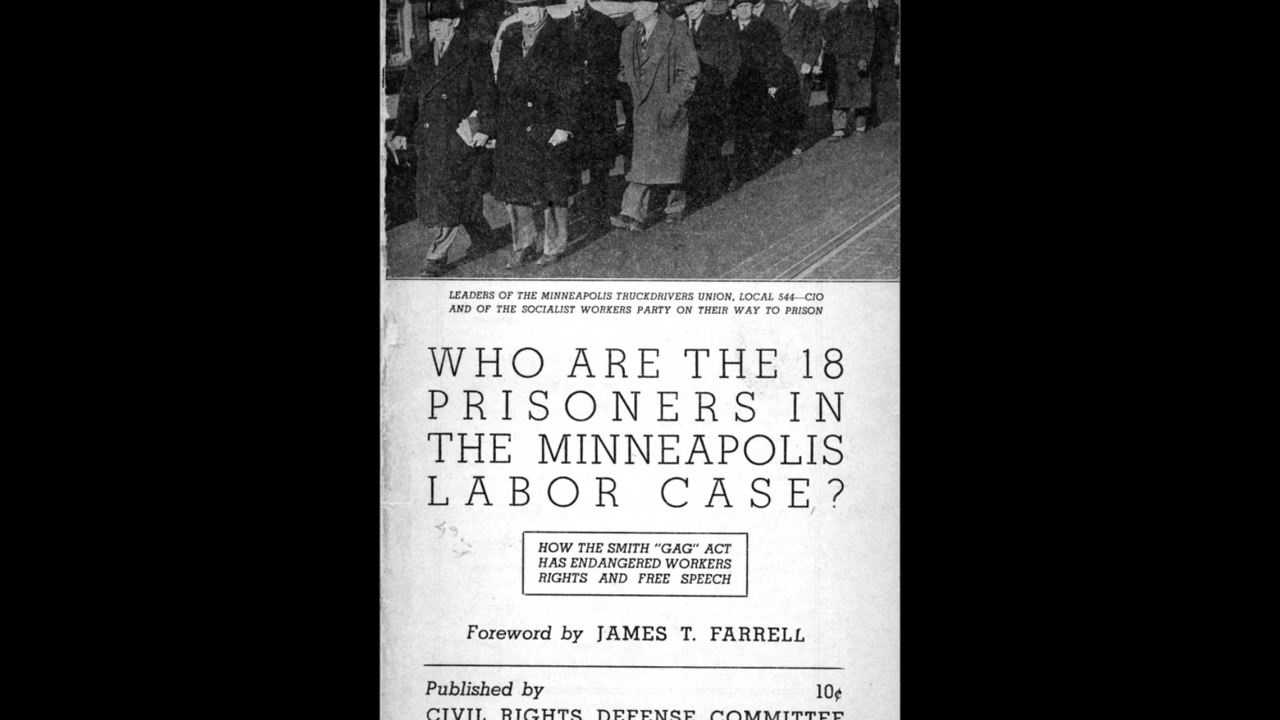 LEADERS OF THE MINNEAPOLIS TRUCKDRIVERS UNION, LOCAL 544—CIO
AND OF THE SOCIALIST WORKERS PARTY ON THEIR WAY TO PRISON
WHO ARE THE 18
PRISONERS IN
THE MINNEAPOLIS
LABOR CASE?
HOW THE SMITH "GAG" ACT
HAS ENDANGERED WORKERS
RIGHTS AND FREE SPEECH
Foreword by JAMES T. FARRELL
Published by 10¢
CIVIL RIGHTS DEFENSE COMMITTEE